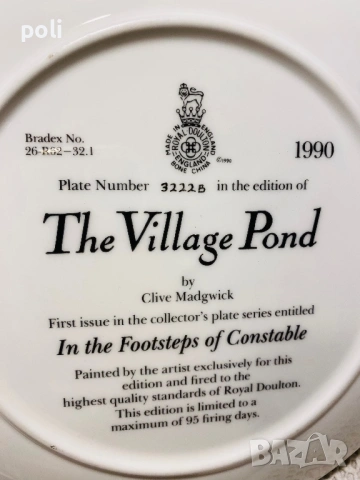 poli
MADE IN ENGLAND
ROYAL DOULTON
ENGLAND
BONE CHINA
©1990
Bradex No.
26-R52-32.1
1990
Plate Number 3222B in the edition of
The Village Pond
by
Clive Madgwick
First issue in the collector's plate series entitled
In the Footsteps of Constable
Painted by the artist exclusively for this
edition and fired to the
highest quality standards of Royal Doulton.
This edition is limited to a
maximum of 95 firing days.
BAZAR